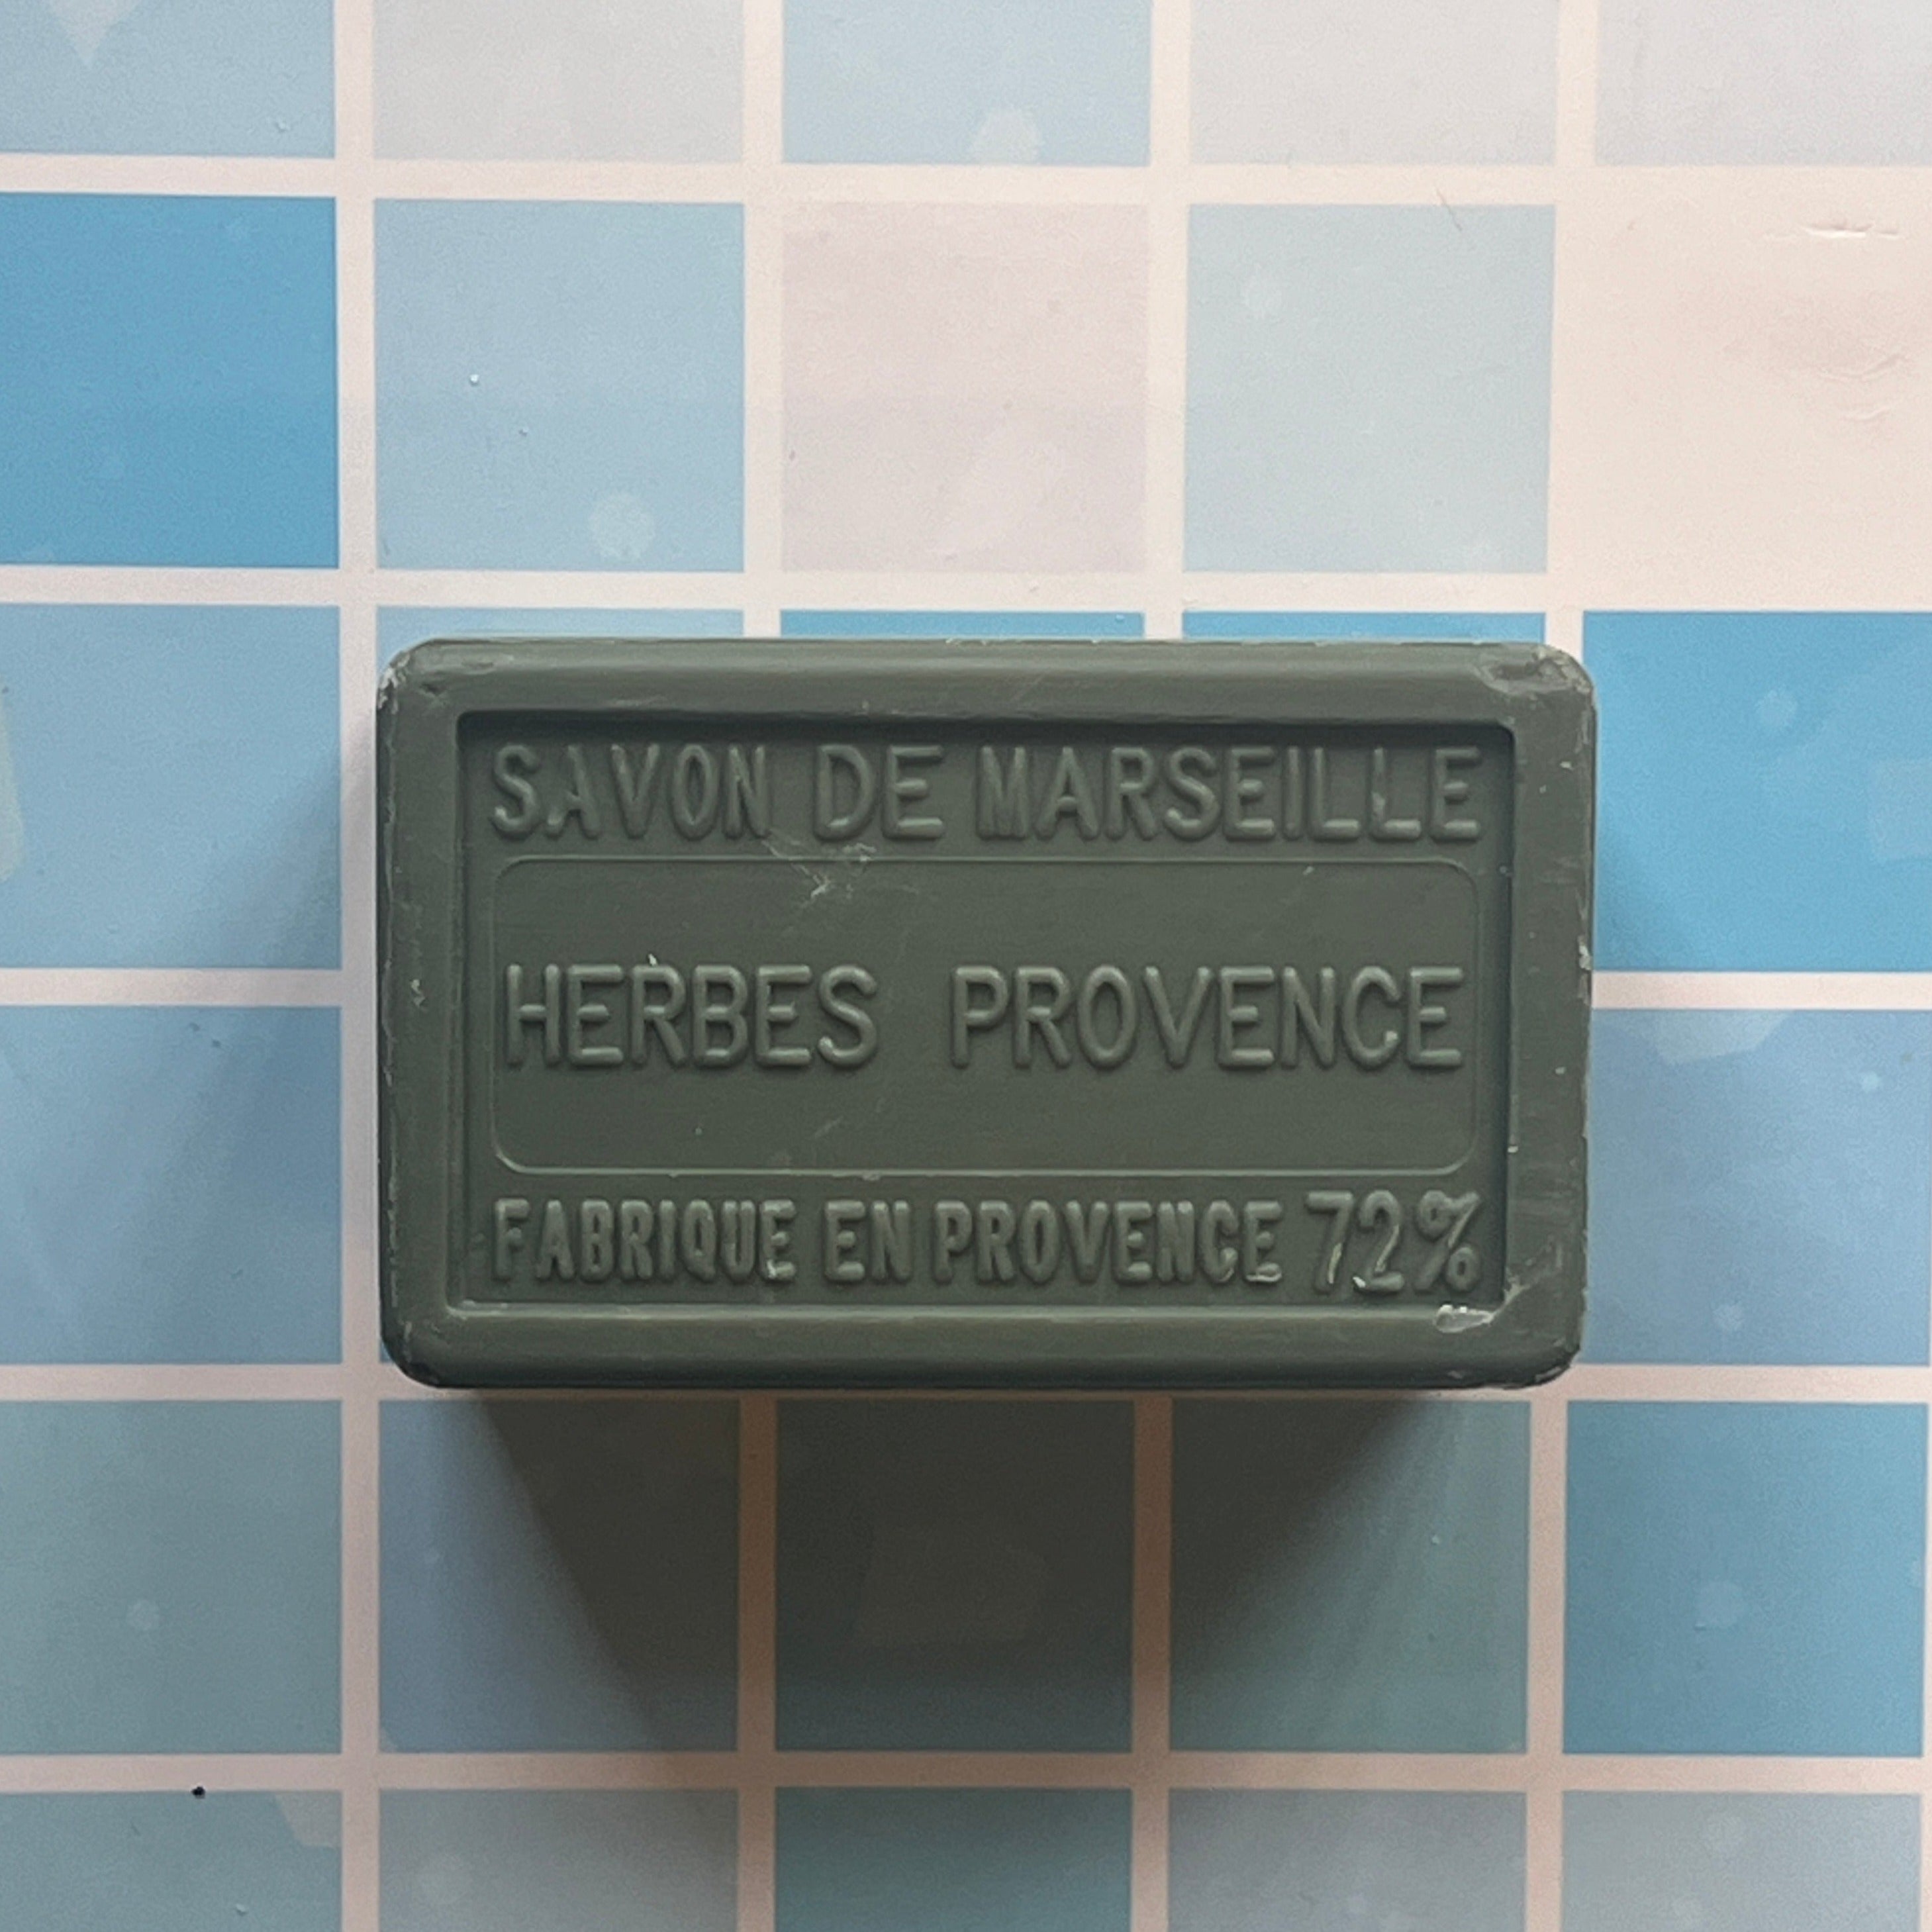 SAVON DE MARSEILLE
HERBES PROVENCE
FABRIQUE EN PROVENCE 72%